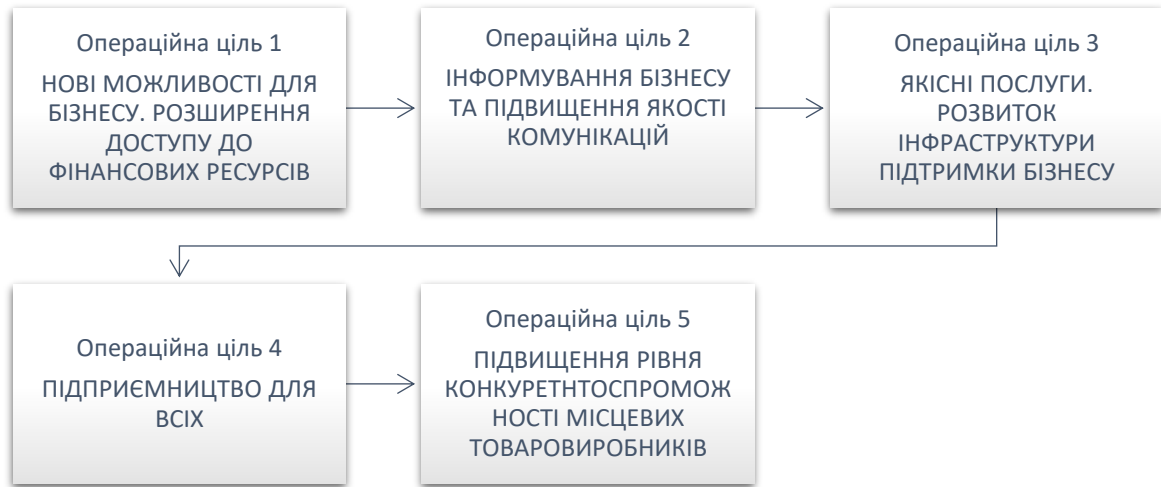 Операційна ціль 1
НОВІ МОЖЛИВОСТІ ДЛЯ
БІЗНЕСУ. РОЗШИРЕННЯ
ДОСТУПУ ДО
ФІНАНСОВИХ РЕСУРСІВ
Операційна ціль 2
ІНФОРМУВАННЯ БІЗНЕСУ
ТА ПІДВИЩЕННЯ ЯКОСТІ
КОМУНІКАЦІЙ
Операційна ціль 3
ЯКІСНІ ПОСЛУГИ.
РОЗВИТОК
ІНФРАСТРУКТУРИ
ПІДТРИМКИ БІЗНЕСУ
Операційна ціль 4
ПІДПРИЄМНИЦТВО ДЛЯ
ВСІХ
Операційна ціль 5
ПІДВИЩЕННЯ РІВНЯ
КОНКУРЕТНТОСПРОМОЖ
НОСТІ МІСЦЕВИХ
ТОВАРОВИРОБНИКІВ